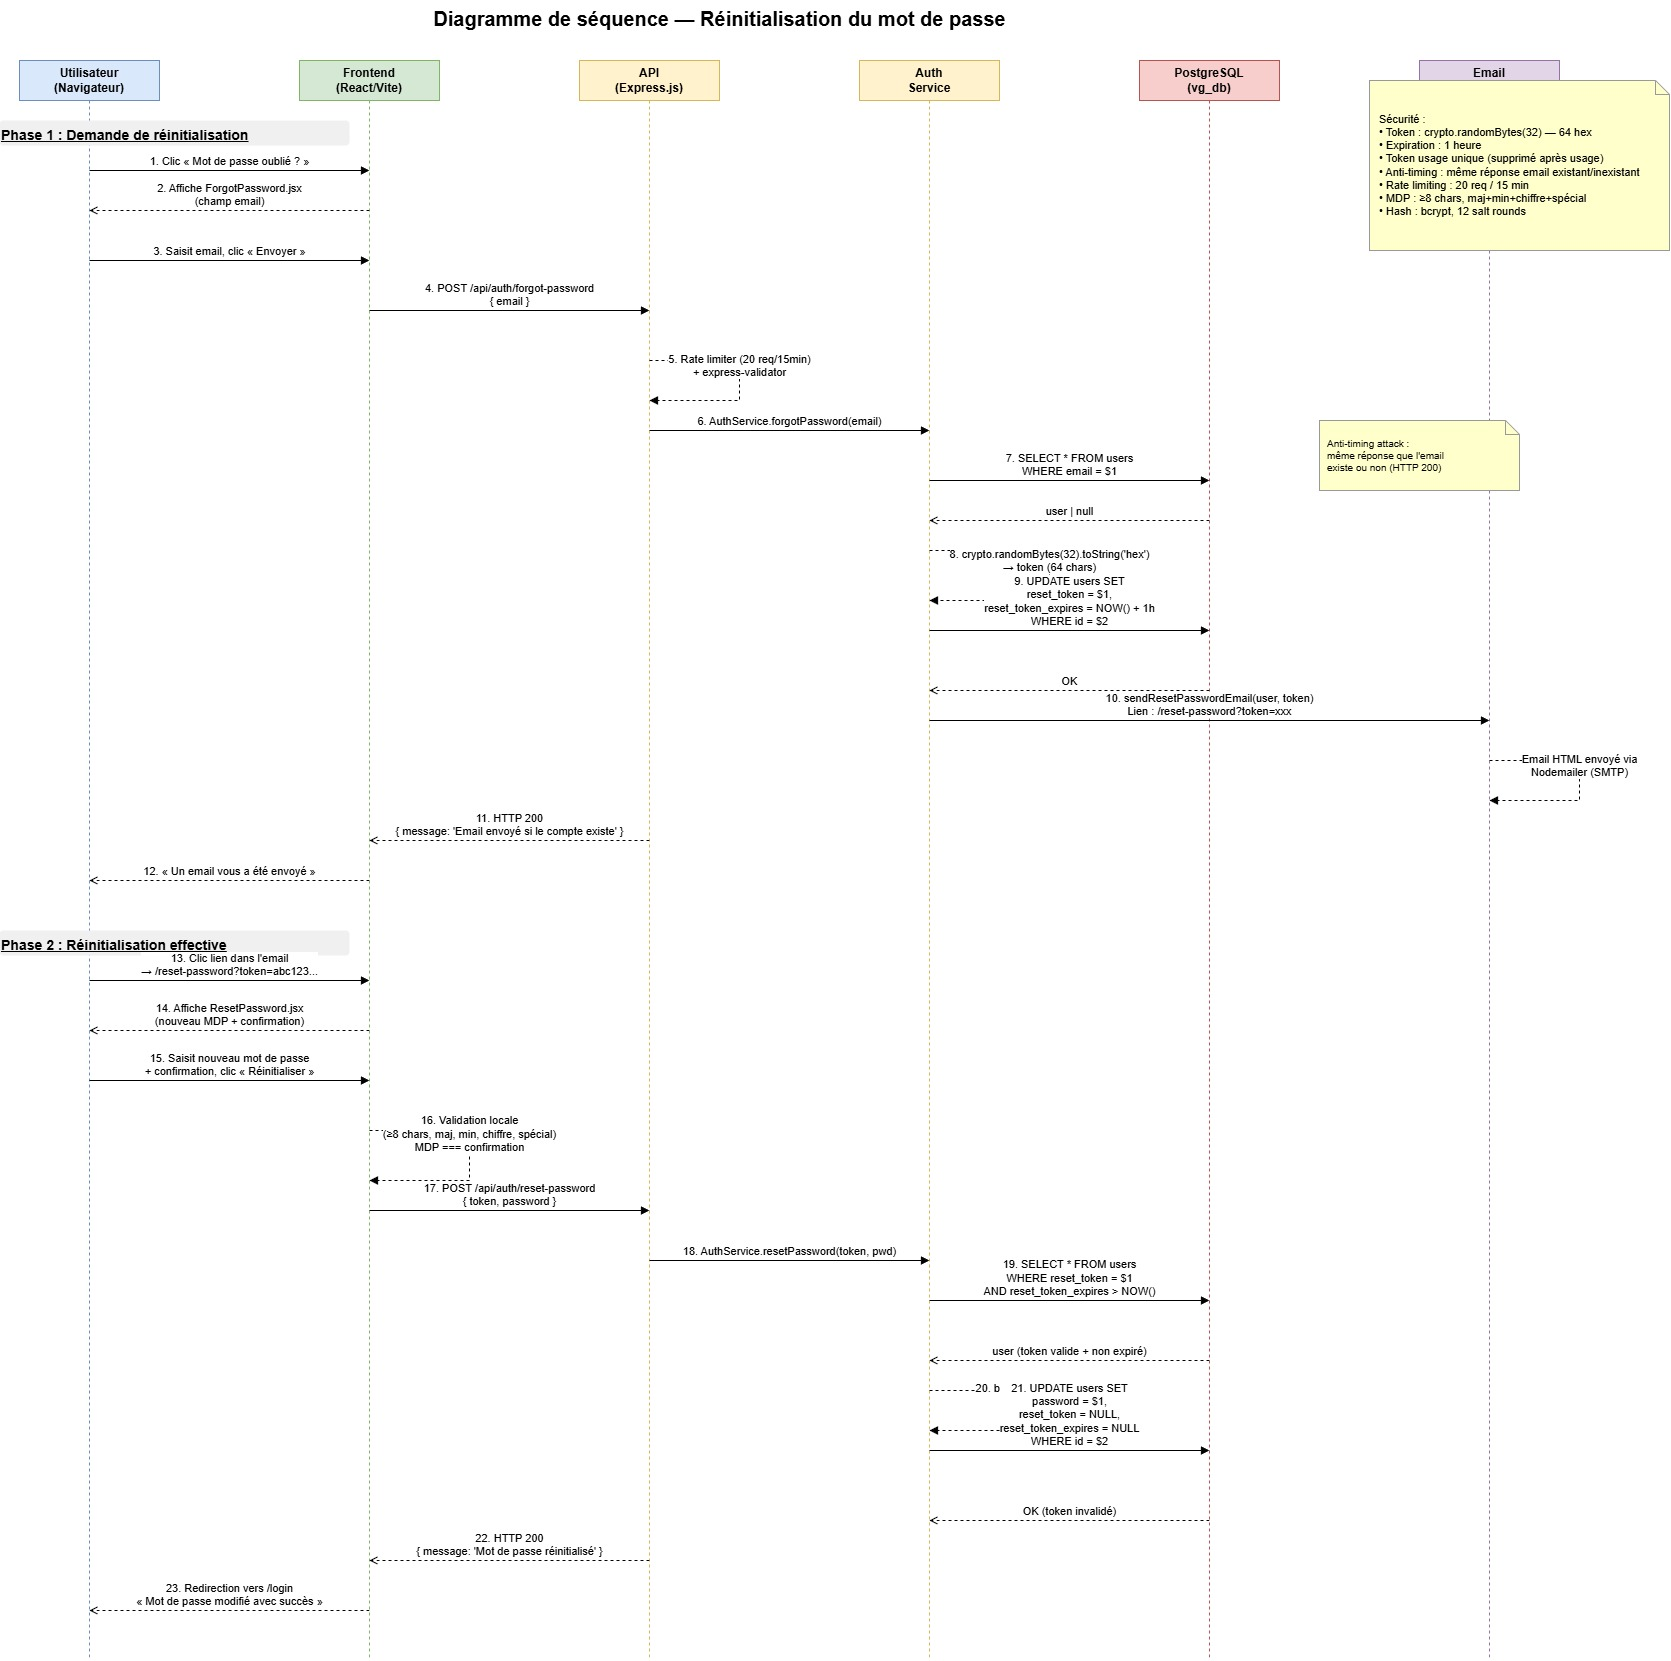 Diagramme de séquence — Réinitialisation du mot de passe
Utilisateur
(Navigateur)
Frontend
(React/Vite)
API
(Express.js)
Auth
Service
PostgreSQL
(vg_db)
Email
Sécurité :
• Token : crypto.randomBytes(32) — 64 hex
• Expiration : 1 heure
• Token usage unique (supprimé après usage)
• Anti-timing : même réponse email existant/inexistant
• Rate limiting : 20 req / 15 min
• MDP : ≥8 chars, maj+min+chiffre+spécial
• Hash : bcrypt, 12 salt rounds
Phase 1 : Demande de réinitialisation
1. Clic « Mot de passe oublié ? »
2. Affiche ForgotPassword.jsx
(champ email)
3. Saisit email, clic « Envoyer »
4. POST /api/auth/forgot-password
{ email }
5. Rate limiter (20 req/15min)
+ express-validator
6. AuthService.forgotPassword(email)
Anti-timing attack :
même réponse que l'email
existe ou non (HTTP 200)
7. SELECT * FROM users
WHERE email = $1
user | null
8. crypto.randomBytes(32).toString('hex')
→ token (64 chars)
9. UPDATE users SET
reset_token = $1,
reset_token_expires = NOW() + 1h
WHERE id = $2
OK
10. sendResetPasswordEmail(user, token)
Lien : /reset-password?token=xxx
Email HTML envoyé via
Nodemailer (SMTP)
11. HTTP 200
{ message: 'Email envoyé si le compte existe' }
12. « Un email vous a été envoyé »
Phase 2 : Réinitialisation effective
13. Clic lien dans l'email
→ /reset-password?token=abc123...
14. Affiche ResetPassword.jsx
(nouveau MDP + confirmation)
15. Saisit nouveau mot de passe
+ confirmation, clic « Réinitialiser »
16. Validation locale
(≥8 chars, maj, min, chiffre, spécial)
MDP === confirmation
17. POST /api/auth/reset-password
{ token, password }
18. AuthService.resetPassword(token, pwd)
19. SELECT * FROM users
WHERE reset_token = $1
AND reset_token_expires > NOW()
user (token valide + non expiré)
20. b
21. UPDATE users SET
password = $1,
reset_token = NULL,
reset_token_expires = NULL
WHERE id = $2
OK (token invalidé)
22. HTTP 200
{ message: 'Mot de passe réinitialisé' }
23. Redirection vers /login
« Mot de passe modifié avec succès »